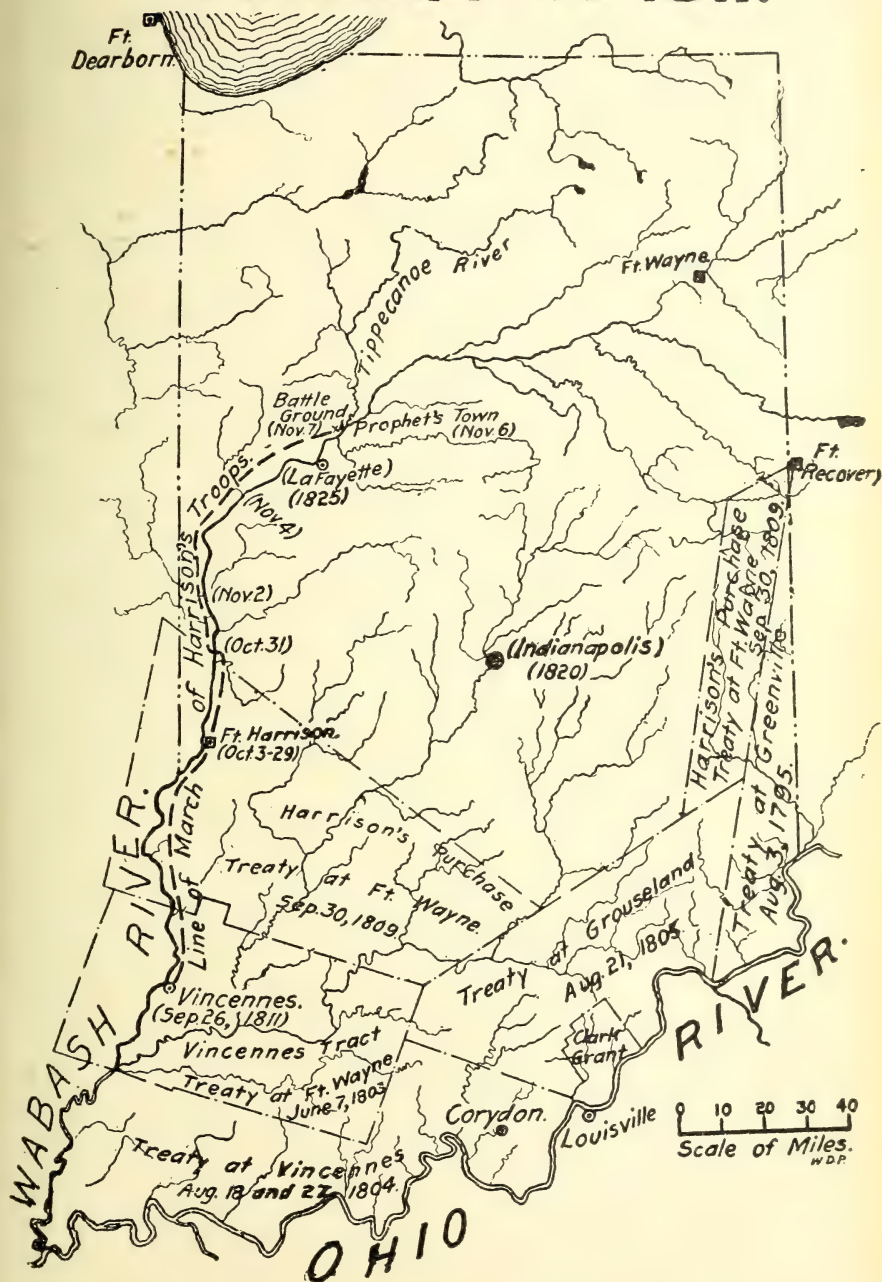 Ft.
Dearborn.
Tippecanoe River
Ft. Wayne
Battle
Ground
(Nov. 7)
Prophet's Town
(Nov. 6)
(LaFayette)
(1825)
Ft.
Recovery
(Nov. 4)
(Nov. 2)
(Oct. 31)
Line of March of Harrison's Troops.
(Indianapolis)
(1820)
Harrison's Purchase
Treaty at Ft. Wayne
Sep. 30, 1809.
Treaty at Greenville
Aug. 3, 1795.
Ft. Harrison
(Oct. 3-29)
Harrison's Purchase
Treaty at Ft. Wayne.
Sep. 30, 1809
Treaty at Grouseland
Aug. 21, 1805
WABASH RIVER.
Vincennes.
(Sep. 26, 1811)
Vincennes Tract
Treaty at Ft. Wayne
June 7, 1803
Clark
Grant
Corydon.
Louisville
Treaty at Vincennes
Aug. 18 and 27, 1804.
OHIO RIVER.
0 10 20 30 40
Scale of Miles.
W.D.P.